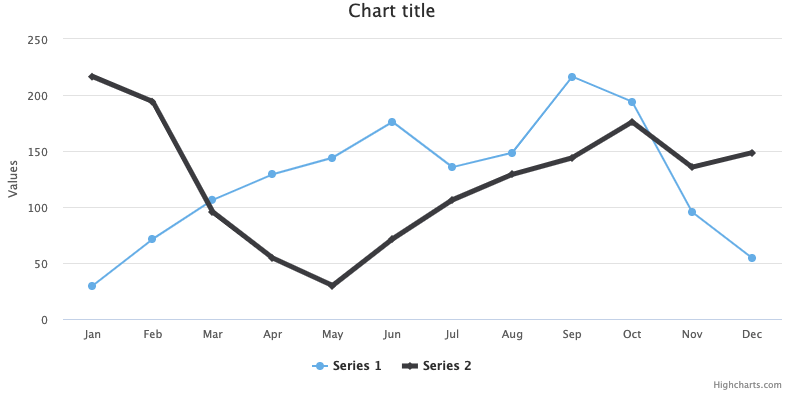 Chart title
Values
250
200
150
100
50
0
Jan Feb Mar Apr May Jun Jul Aug Sep Oct Nov Dec
Series 1 Series 2
Highcharts.com